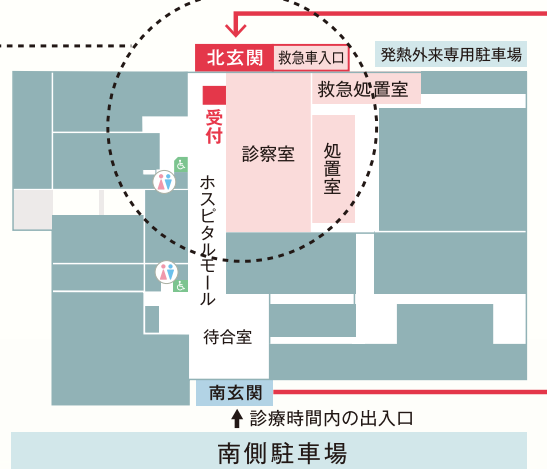 北玄関
救急車入口
発熱外来専用駐車場
救急処置室
受付
診察室
処置室
ホスピタルモール
待合室
南玄関
診療時間内の出入口
南側駐車場